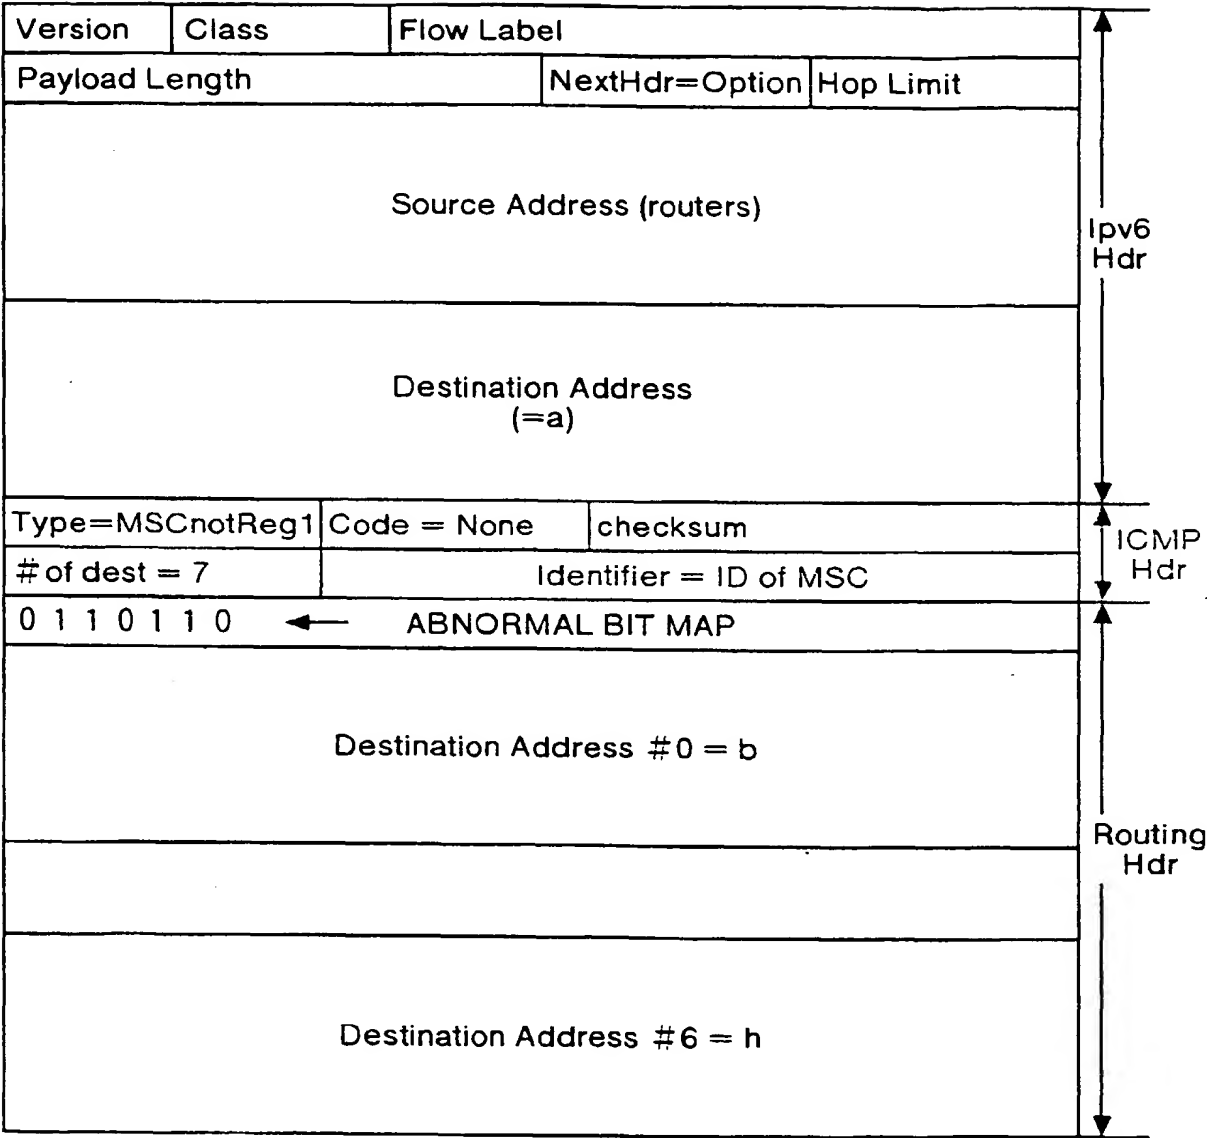 Version Class Flow Label
Payload Length NextHdr=Option Hop Limit
Source Address (routers)
Ipv6
Hdr
Destination Address
(=a)
Type=MSCnotReg1 Code = None checksum
ICMP
Hdr
# of dest = 7 Identifier = ID of MSC
0 1 1 0 1 1 0 ← ABNORMAL BIT MAP
Destination Address #0 = b
Routing
Hdr
Destination Address #6 = h